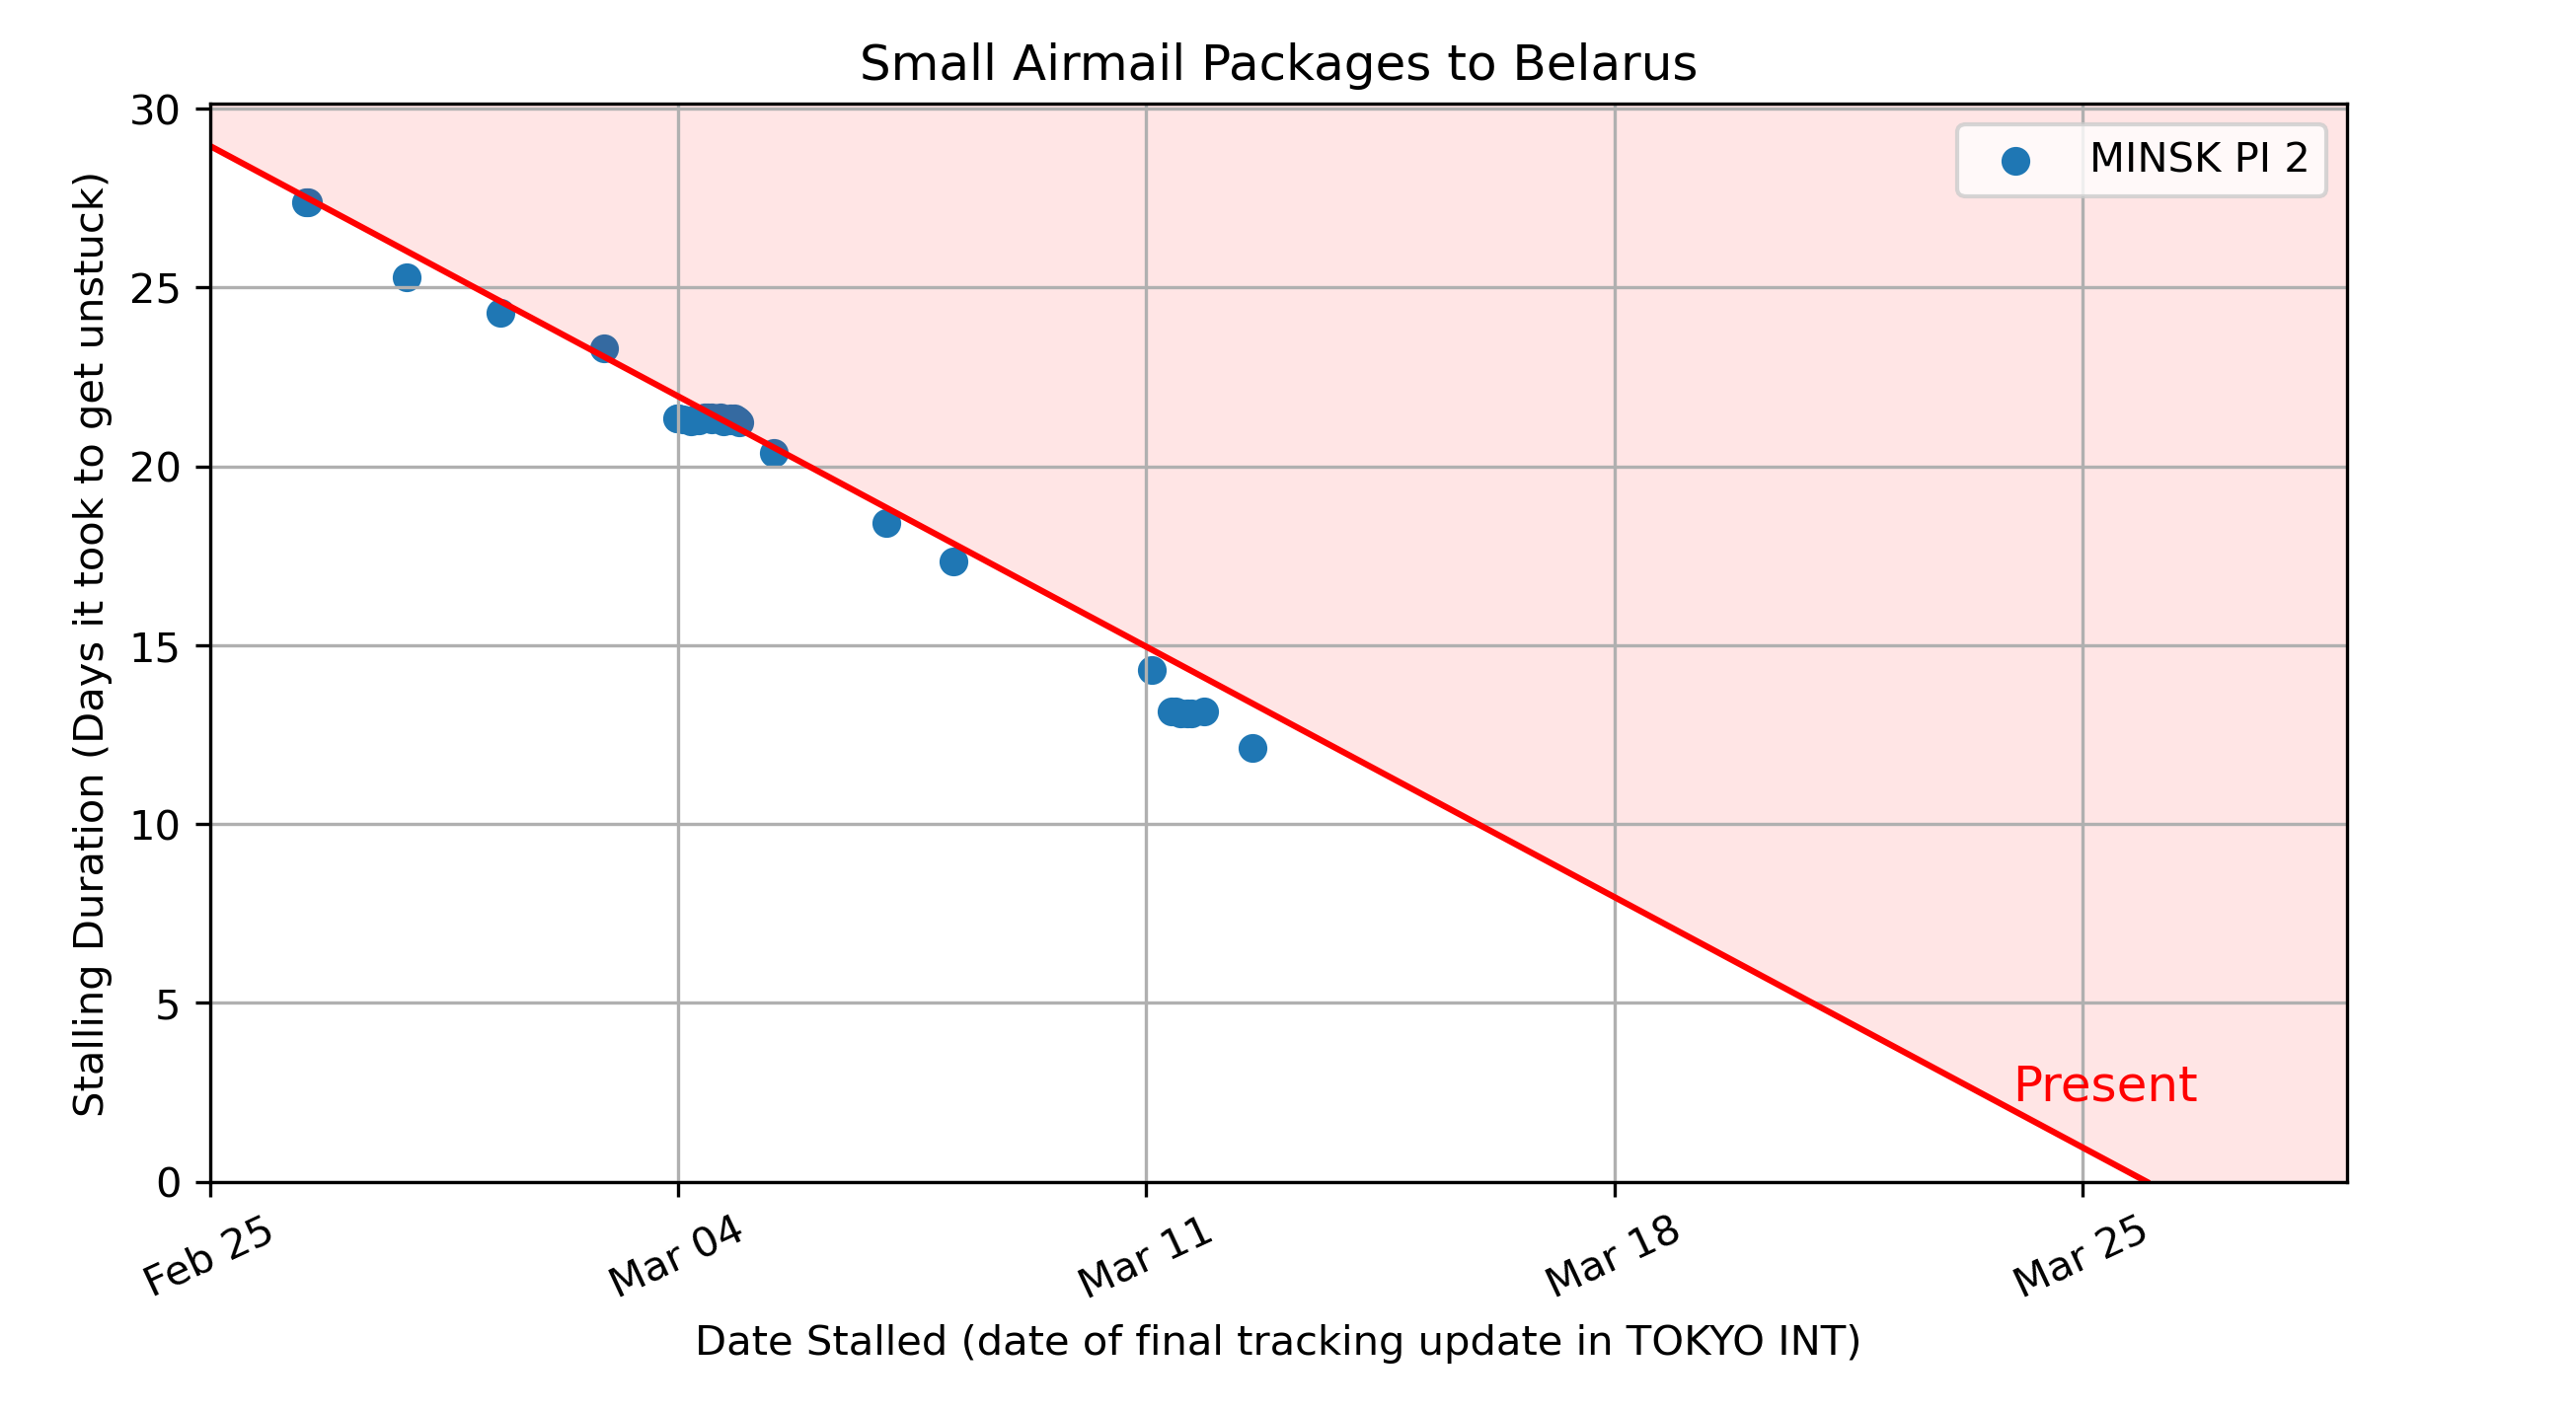 Small Airmail Packages to Belarus
MINSK PI 2
30
25
20
15
10
5
0
Stalling Duration (Days it took to get unstuck)
Present
Feb 25
Mar 04
Mar 11
Mar 18
Mar 25
Date Stalled (date of final tracking update in TOKYO INT)